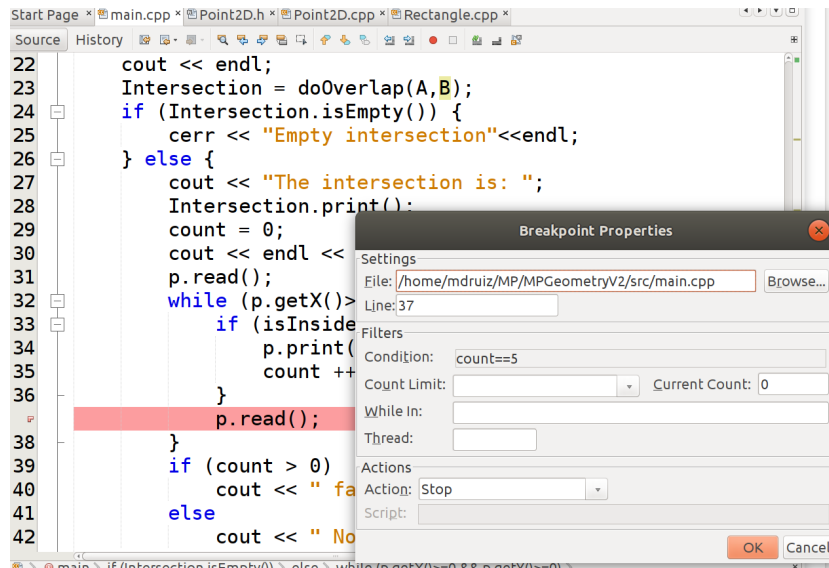 Start Page × main.cpp × Point2D.h × Point2D.cpp × Rectangle.cpp ×
Source History
22 cout << endl;
23 Intersection = doOverlap(A,B);
24 if (Intersection.isEmpty()) {
25 cerr << "Empty intersection"<<endl;
26 } else {
27 cout << "The intersection is: ";
28 Intersection.print();
29 count = 0;
30 cout << endl <<
31 p.read();
32 while (p.getX()>
33 if (isInside
34 p.print(
35 count ++
36 }
p.read();
38 }
39 if (count > 0)
40 cout << " fa
41 else
42 cout << " No
Breakpoint Properties
Settings
File: /home/mdruiz/MP/MPGeometryV2/src/main.cpp Browse...
Line: 37
Filters
Condition: count==5
Count Limit: Current Count: 0
While In:
Thread:
Actions
Action: Stop
Script:
OK Cancel
main > if (Intersection.isEmpty()) > else > while (p.getX()>=0 && p.getY()>=0) >